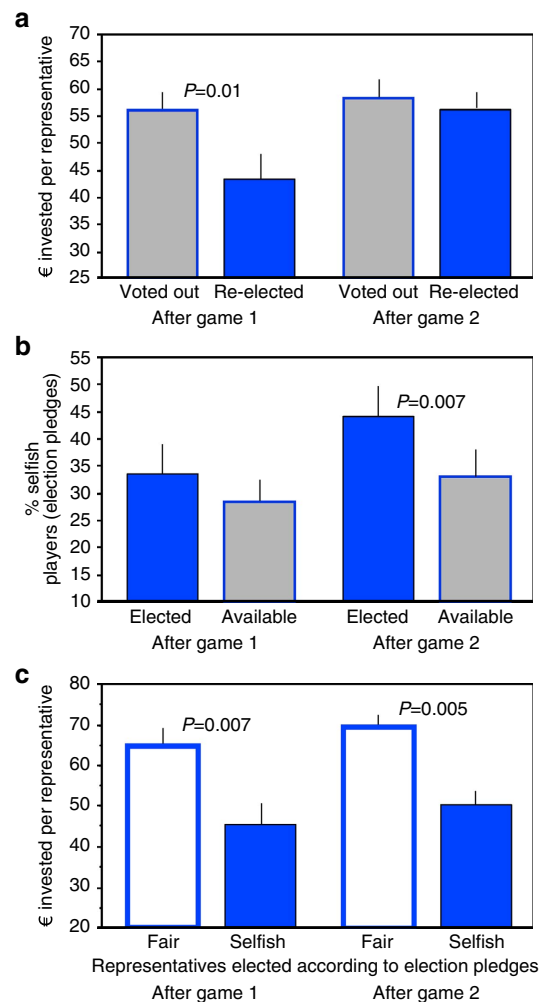 a
€ invested per representative
70
65
60
55
50
45
40
35
30
25
P=0.01
Voted out Re-elected Voted out Re-elected
After game 1 After game 2
b
% selfish
players (election pledges)
55
50
45
40
35
30
25
20
15
10
P=0.007
Elected Available Elected Available
After game 1 After game 2
c
€ invested per representative
80
70
60
50
40
30
20
P=0.007
P=0.005
Fair Selfish Fair Selfish
Representatives elected according to election pledges
After game 1 After game 2